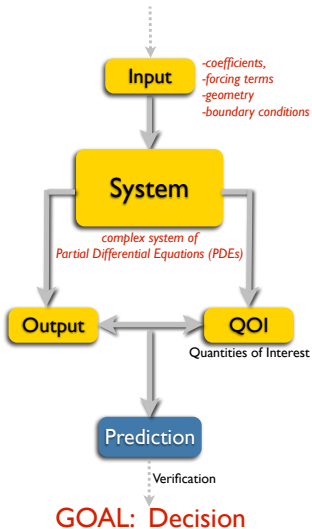 Input
-coefficients,
-forcing terms
-geometry
-boundary conditions
System
complex system of
Partial Differential Equations (PDEs)
Output
QOI
Quantities of Interest
Prediction
Verification
GOAL: Decision